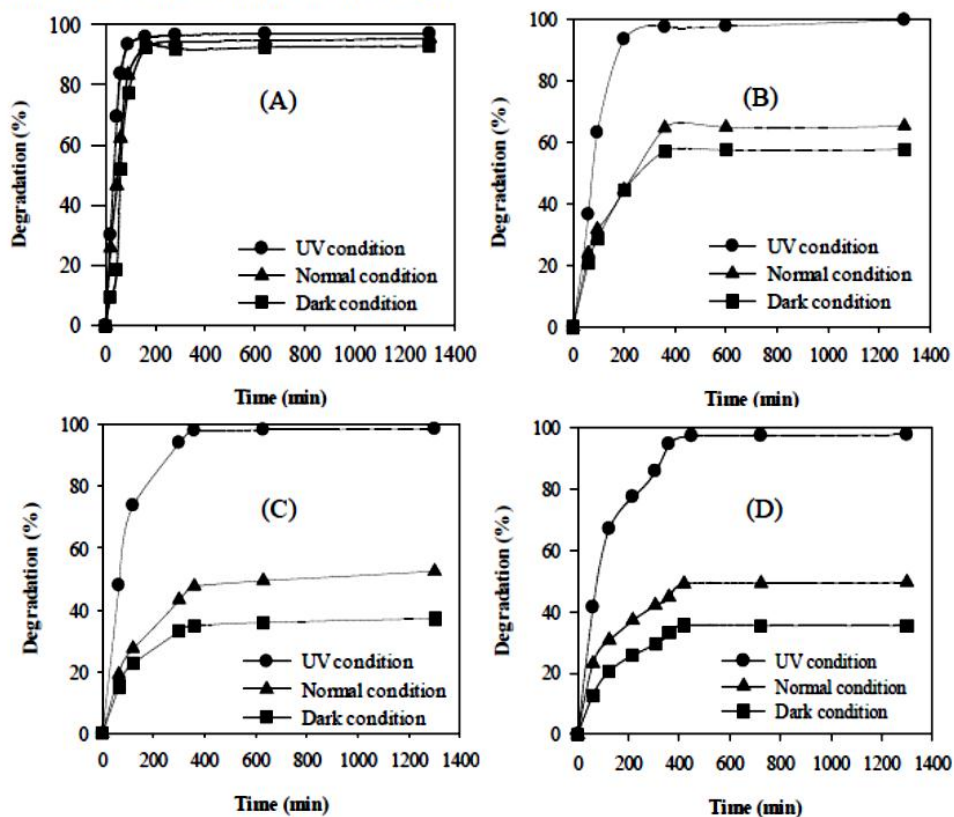 100
80
60
40
20
0
Degradation (%)
(A)
UV condition
Normal condition
Dark condition
0 200 400 600 800 1000 1200 1400
Time (min)
100
80
60
40
20
0
Degradation (%)
(B)
UV condition
Normal condition
Dark condition
0 200 400 600 800 1000 1200 1400
Time (min)
100
80
60
40
20
0
Degradation (%)
(C)
UV condition
Normal condition
Dark condition
0 200 400 600 800 1000 1200 1400
Time (min)
100
80
60
40
20
0
Degradation (%)
(D)
UV condition
Normal condition
Dark condition
0 200 400 600 800 1000 1200 1400
Time (min)